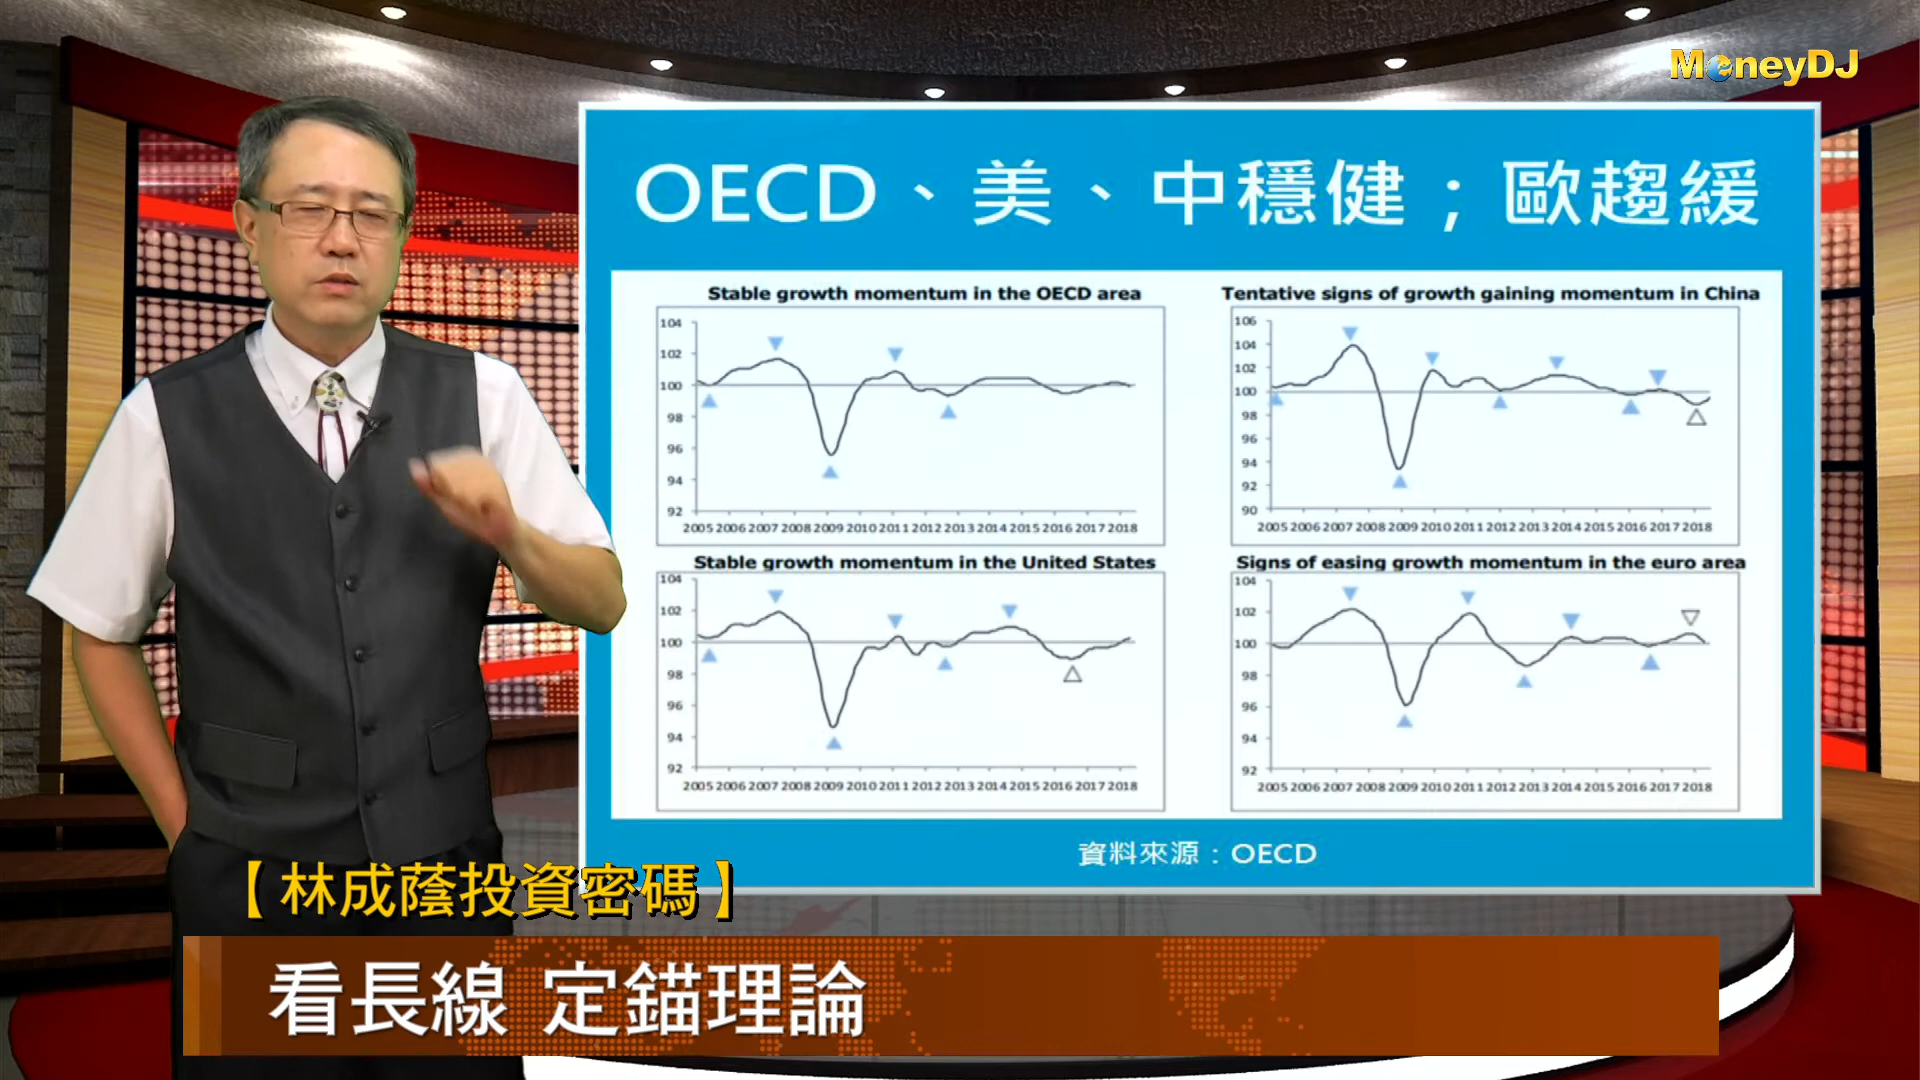 MoneyDJ
OECD、美、中穩健；歐趨緩
Stable growth momentum in the OECD area
104
102
100
98
96
94
92
2005 2006 2007 2008 2009 2010 2011 2012 2013 2014 2015 2016 2017 2018
Tentative signs of growth gaining momentum in China
106
104
102
100
98
96
94
92
90
2005 2006 2007 2008 2009 2010 2011 2012 2013 2014 2015 2016 2017 2018
Stable growth momentum in the United States
104
102
100
98
96
94
92
2005 2006 2007 2008 2009 2010 2011 2012 2013 2014 2015 2016 2017 2018
Signs of easing growth momentum in the euro area
104
102
100
98
96
94
92
2005 2006 2007 2008 2009 2010 2011 2012 2013 2014 2015 2016 2017 2018
資料來源：OECD
【林成蔭投資密碼】
看長線 定錨理論